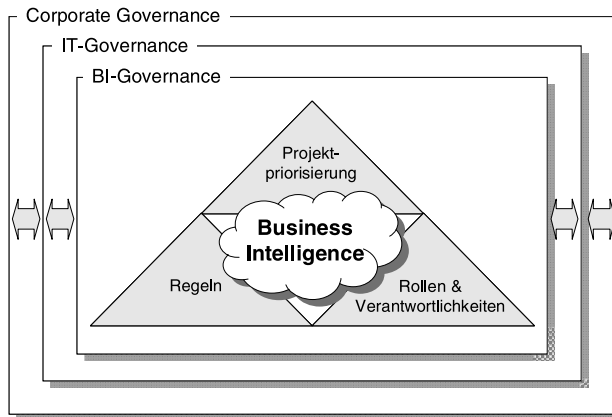 Corporate Governance
IT-Governance
BI-Governance
Projekt-
priorisierung
Business
Intelligence
Regeln
Rollen &
Verantwortlichkeiten